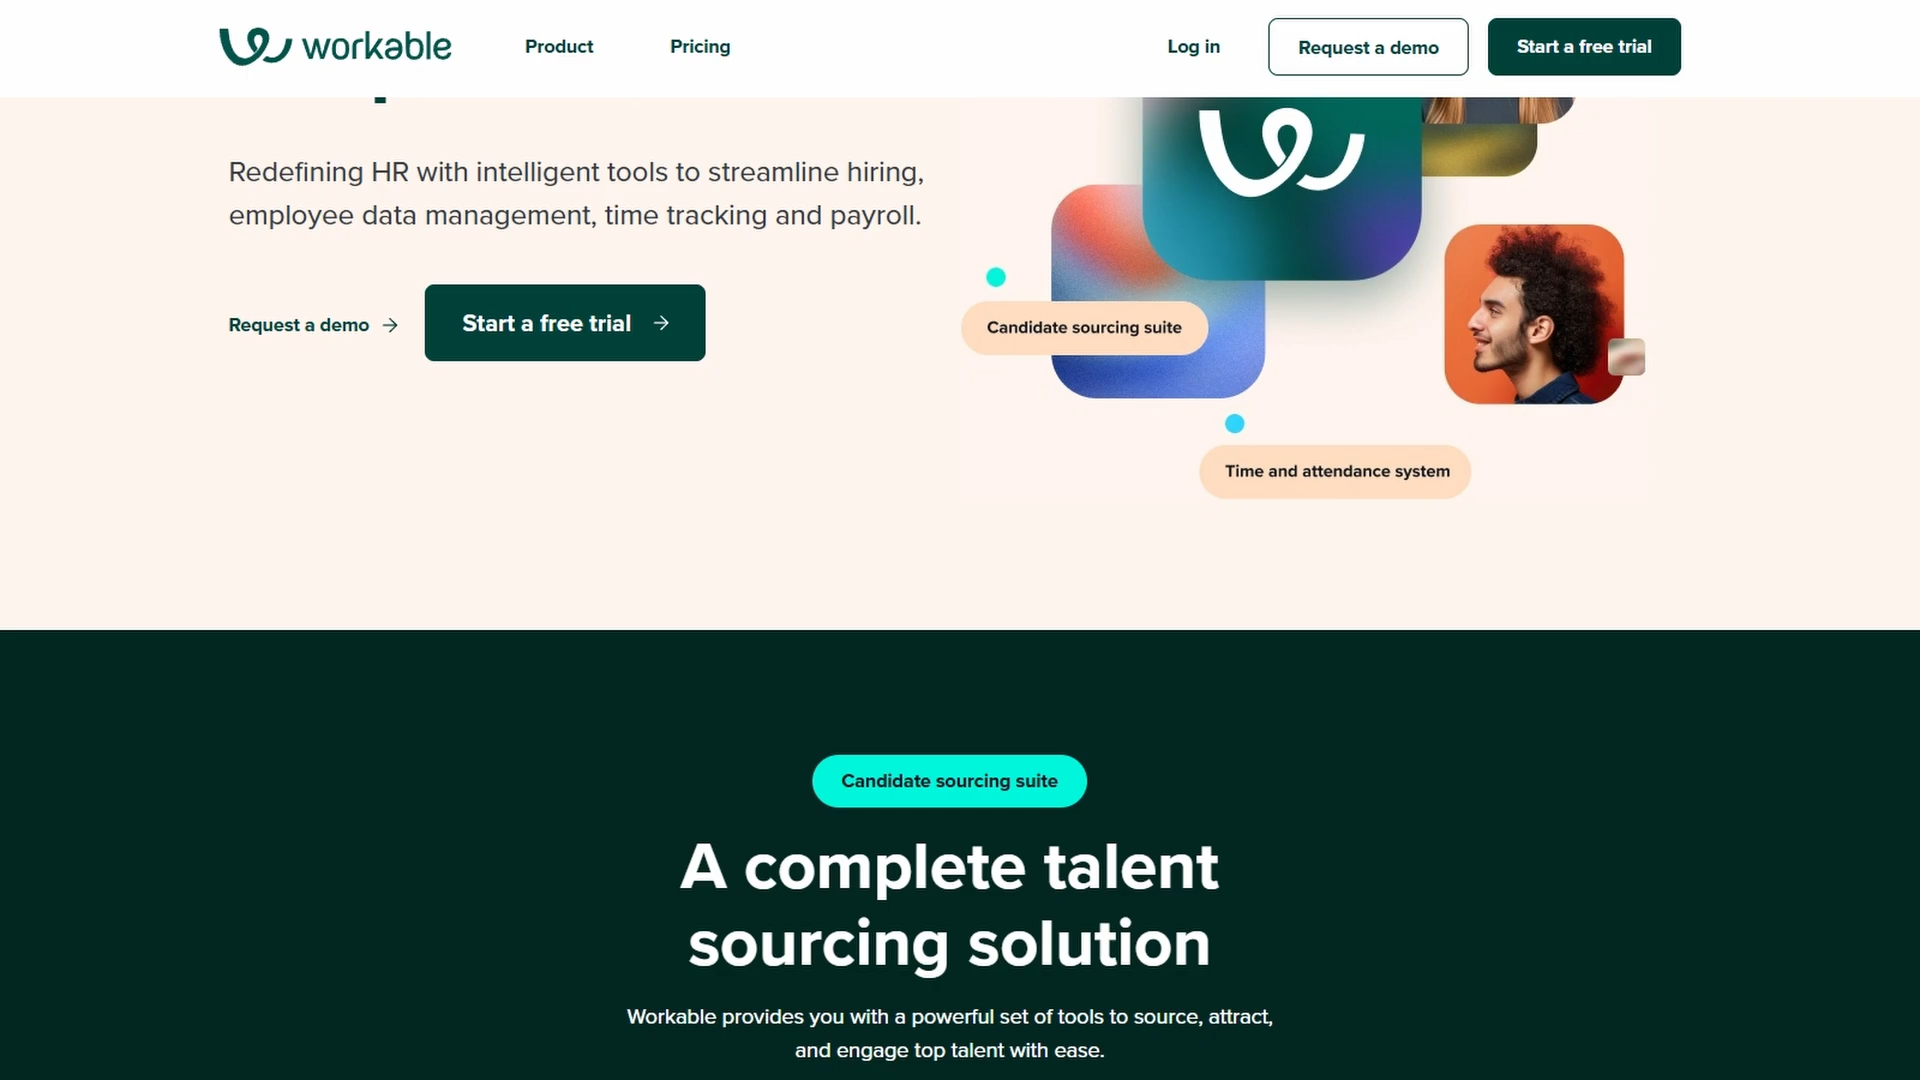 workable
Product
Pricing
Log in
Request a demo
Start a free trial
Redefining HR with intelligent tools to streamline hiring,
employee data management, time tracking and payroll.
Request a demo
Start a free trial
Candidate sourcing suite
Time and attendance system
Candidate sourcing suite
A complete talent
sourcing solution
Workable provides you with a powerful set of tools to source, attract,
and engage top talent with ease.